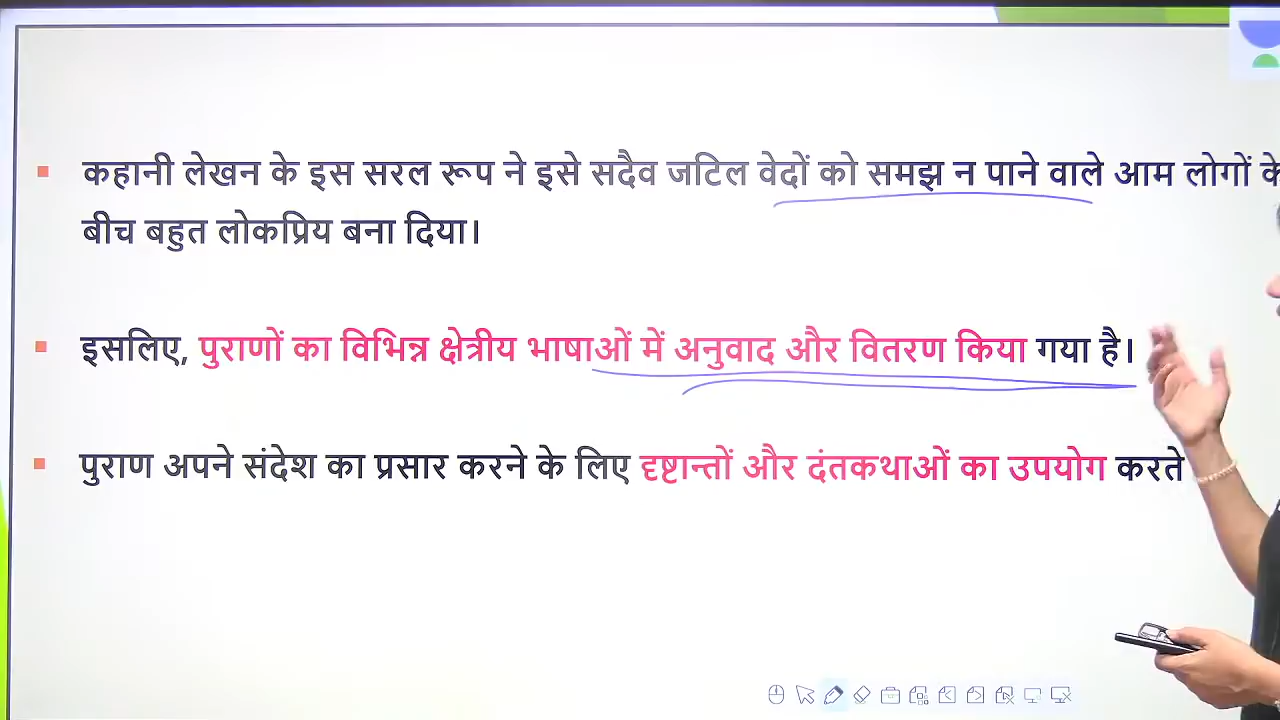 कहानी लेखन के इस सरल रूप ने इसे सदैव जटिल वेदों को समझ न पाने वाले आम लोगों के
बीच बहुत लोकप्रिय बना दिया।
इसलिए, पुराणों का विभिन्न क्षेत्रीय भाषाओं में अनुवाद और वितरण किया गया है।
पुराण अपने संदेश का प्रसार करने के लिए दृष्टान्तों और दंतकथाओं का उपयोग करते